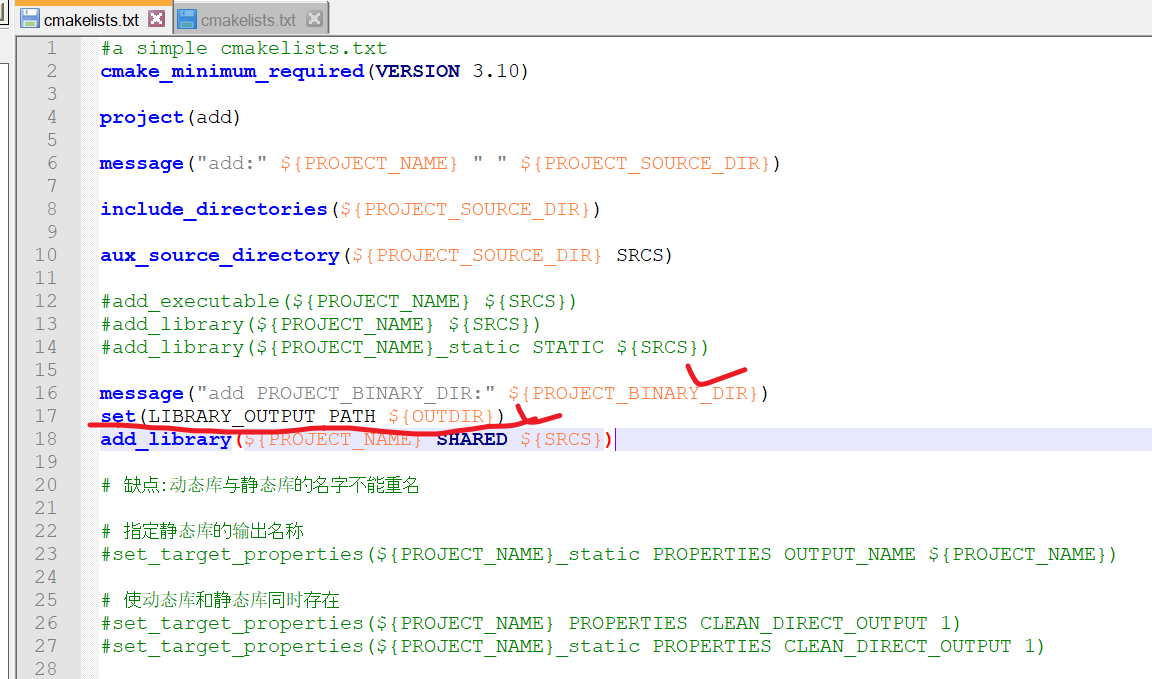 cmakelists.txt cmakelists.txt
1 #a simple cmakelists.txt
2 cmake_minimum_required(VERSION 3.10)
3
4 project(add)
5
6 message("add:" ${PROJECT_NAME} " " ${PROJECT_SOURCE_DIR})
7
8 include_directories(${PROJECT_SOURCE_DIR})
9
10 aux_source_directory(${PROJECT_SOURCE_DIR} SRCS)
11
12 #add_executable(${PROJECT_NAME} ${SRCS})
13 #add_library(${PROJECT_NAME} ${SRCS})
14 #add_library(${PROJECT_NAME}_static STATIC ${SRCS})
15
16 message("add PROJECT_BINARY_DIR:" ${PROJECT_BINARY_DIR})
17 set(LIBRARY_OUTPUT_PATH ${OUTDIR})
18 add_library(${PROJECT_NAME} SHARED ${SRCS})
19
20 # 缺点:动态库与静态库的名字不能重名
21
22 # 指定静态库的输出名称
23 #set_target_properties(${PROJECT_NAME}_static PROPERTIES OUTPUT_NAME ${PROJECT_NAME})
24
25 # 使动态库和静态库同时存在
26 #set_target_properties(${PROJECT_NAME} PROPERTIES CLEAN_DIRECT_OUTPUT 1)
27 #set_target_properties(${PROJECT_NAME}_static PROPERTIES CLEAN_DIRECT_OUTPUT 1)
28